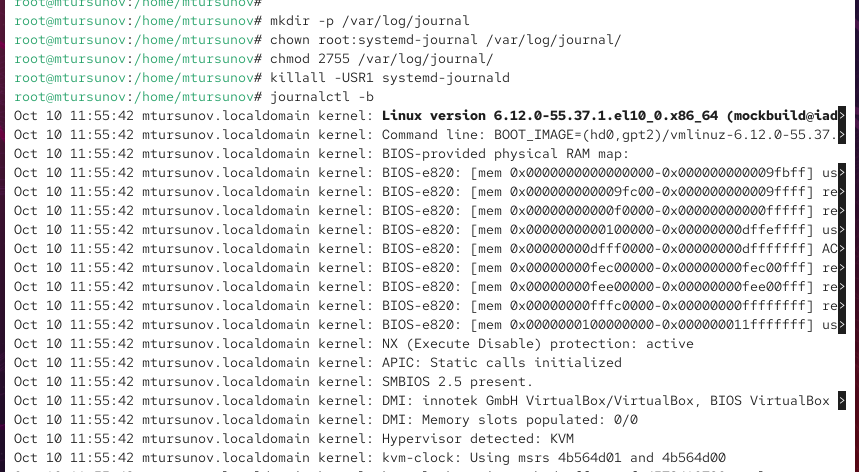 root@mtursunov:/home/mtursunov#
root@mtursunov:/home/mtursunov# mkdir -p /var/log/journal
root@mtursunov:/home/mtursunov# chown root:systemd-journal /var/log/journal/
root@mtursunov:/home/mtursunov# chmod 2755 /var/log/journal/
root@mtursunov:/home/mtursunov# killall -USR1 systemd-journald
root@mtursunov:/home/mtursunov# journalctl -b
Oct 10 11:55:42 mtursunov.localdomain kernel: Linux version 6.12.0-55.37.1.el10_0.x86_64 (mockbuild@iad>
Oct 10 11:55:42 mtursunov.localdomain kernel: Command line: BOOT_IMAGE=(hd0,gpt2)/vmlinuz-6.12.0-55.37.>
Oct 10 11:55:42 mtursunov.localdomain kernel: BIOS-provided physical RAM map:
Oct 10 11:55:42 mtursunov.localdomain kernel: BIOS-e820: [mem 0x0000000000000000-0x000000000009fbff] us>
Oct 10 11:55:42 mtursunov.localdomain kernel: BIOS-e820: [mem 0x000000000009fc00-0x000000000009ffff] re>
Oct 10 11:55:42 mtursunov.localdomain kernel: BIOS-e820: [mem 0x00000000000f0000-0x00000000000fffff] re>
Oct 10 11:55:42 mtursunov.localdomain kernel: BIOS-e820: [mem 0x0000000000100000-0x00000000dffeffff] us>
Oct 10 11:55:42 mtursunov.localdomain kernel: BIOS-e820: [mem 0x00000000dfff0000-0x00000000dfffffff] AC>
Oct 10 11:55:42 mtursunov.localdomain kernel: BIOS-e820: [mem 0x00000000fec00000-0x00000000fec00fff] re>
Oct 10 11:55:42 mtursunov.localdomain kernel: BIOS-e820: [mem 0x00000000fee00000-0x00000000fee00fff] re>
Oct 10 11:55:42 mtursunov.localdomain kernel: BIOS-e820: [mem 0x00000000fffc0000-0x00000000ffffffff] re>
Oct 10 11:55:42 mtursunov.localdomain kernel: BIOS-e820: [mem 0x0000000100000000-0x000000011fffffff] us>
Oct 10 11:55:42 mtursunov.localdomain kernel: NX (Execute Disable) protection: active
Oct 10 11:55:42 mtursunov.localdomain kernel: APIC: Static calls initialized
Oct 10 11:55:42 mtursunov.localdomain kernel: SMBIOS 2.5 present.
Oct 10 11:55:42 mtursunov.localdomain kernel: DMI: innotek GmbH VirtualBox/VirtualBox, BIOS VirtualBox >
Oct 10 11:55:42 mtursunov.localdomain kernel: DMI: Memory slots populated: 0/0
Oct 10 11:55:42 mtursunov.localdomain kernel: Hypervisor detected: KVM
Oct 10 11:55:42 mtursunov.localdomain kernel: kvm-clock: Using msrs 4b564d01 and 4b564d00